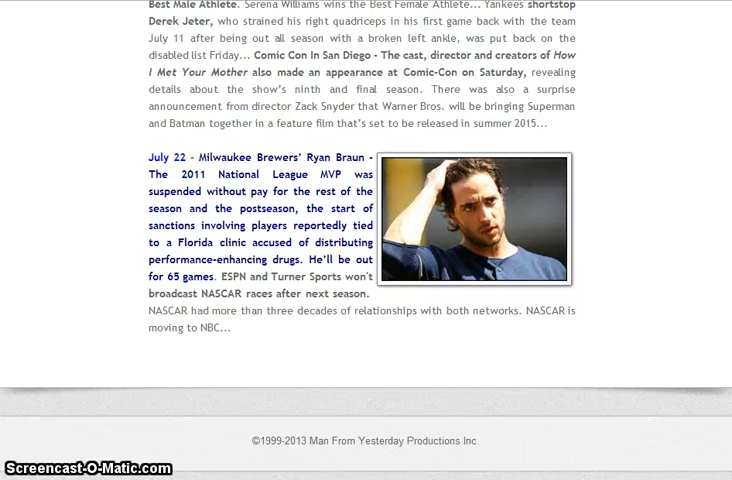 Best Male Athlete. Serena Williams wins the Best Female Athlete... Yankees shortstop
Derek Jeter, who strained his right quadriceps in his first game back with the team
July 11 after being out all season with a broken left ankle, was put back on the
disabled list Friday... Comic Con In San Diego - The cast, director and creators of How
I Met Your Mother also made an appearance at Comic-Con on Saturday, revealing
details about the show's ninth and final season. There was also a surprise
announcement from director Zack Snyder that Warner Bros. will be bringing Superman
and Batman together in a feature film that's set to be released in summer 2015...
July 22 - Milwaukee Brewers' Ryan Braun -
The 2011 National League MVP was
suspended without pay for the rest of the
season and the postseason, the start of
sanctions involving players reportedly tied
to a Florida clinic accused of distributing
performance-enhancing drugs. He'll be out
for 65 games. ESPN and Turner Sports won't
broadcast NASCAR races after next season.
NASCAR had more than three decades of relationships with both networks. NASCAR is
moving to NBC...
©1999-2013 Man From Yesterday Productions Inc.
Screencast-O-Matic.com